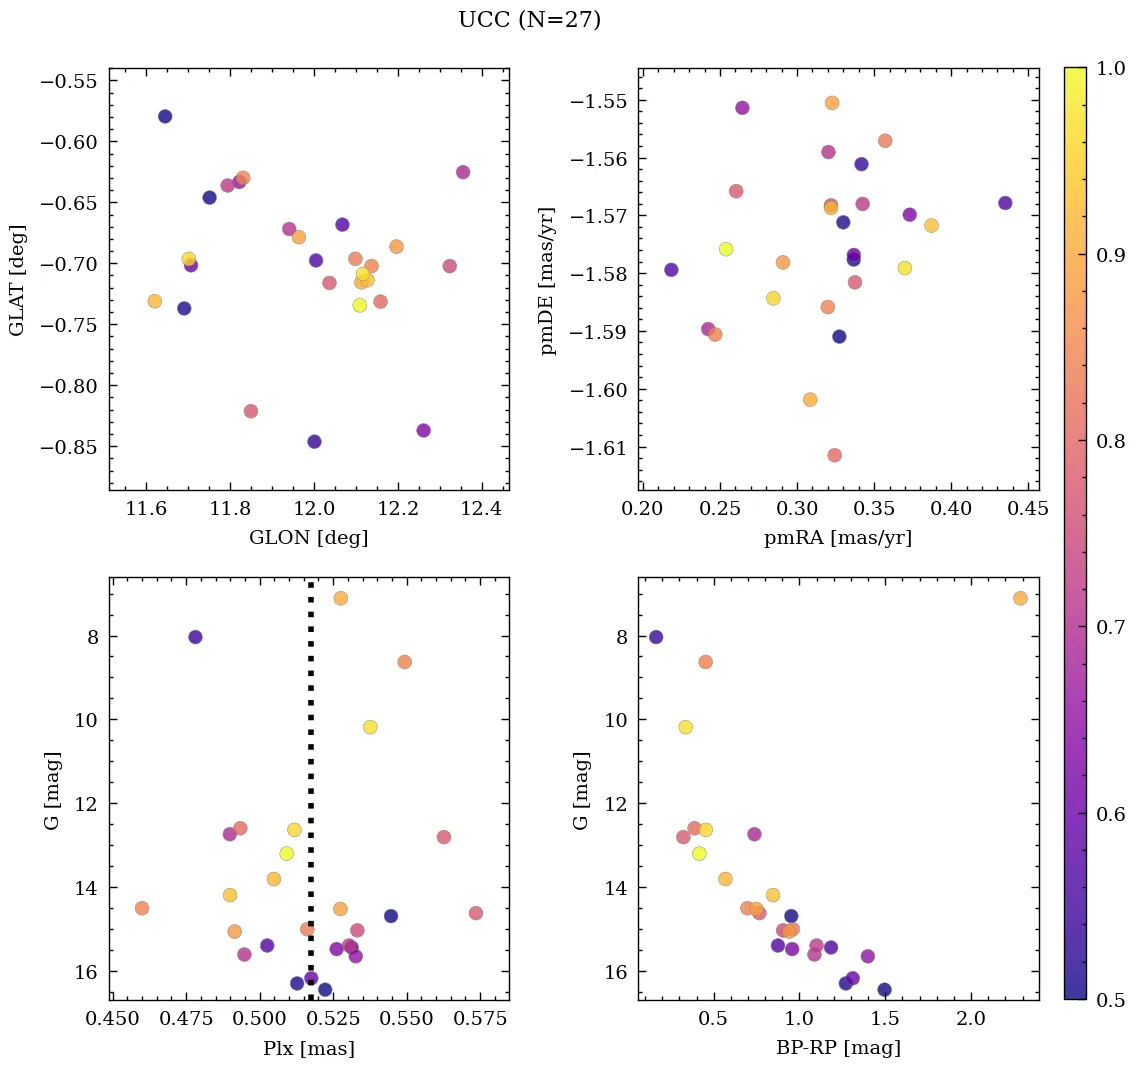 UCC (N=27)
−0.55
−0.60
−0.65
−0.70
−0.75
−0.80
−0.85
GLAT [deg]
11.6 11.8 12.0 12.2 12.4
GLON [deg]
−1.55
−1.56
−1.57
−1.58
−1.59
−1.60
−1.61
pmDE [mas/yr]
0.20 0.25 0.30 0.35 0.40 0.45
pmRA [mas/yr]
8
10
12
14
16
G [mag]
0.450 0.475 0.500 0.525 0.550 0.575
Plx [mas]
8
10
12
14
16
G [mag]
0.5 1.0 1.5 2.0
BP-RP [mag]
1.0
0.9
0.8
0.7
0.6
0.5